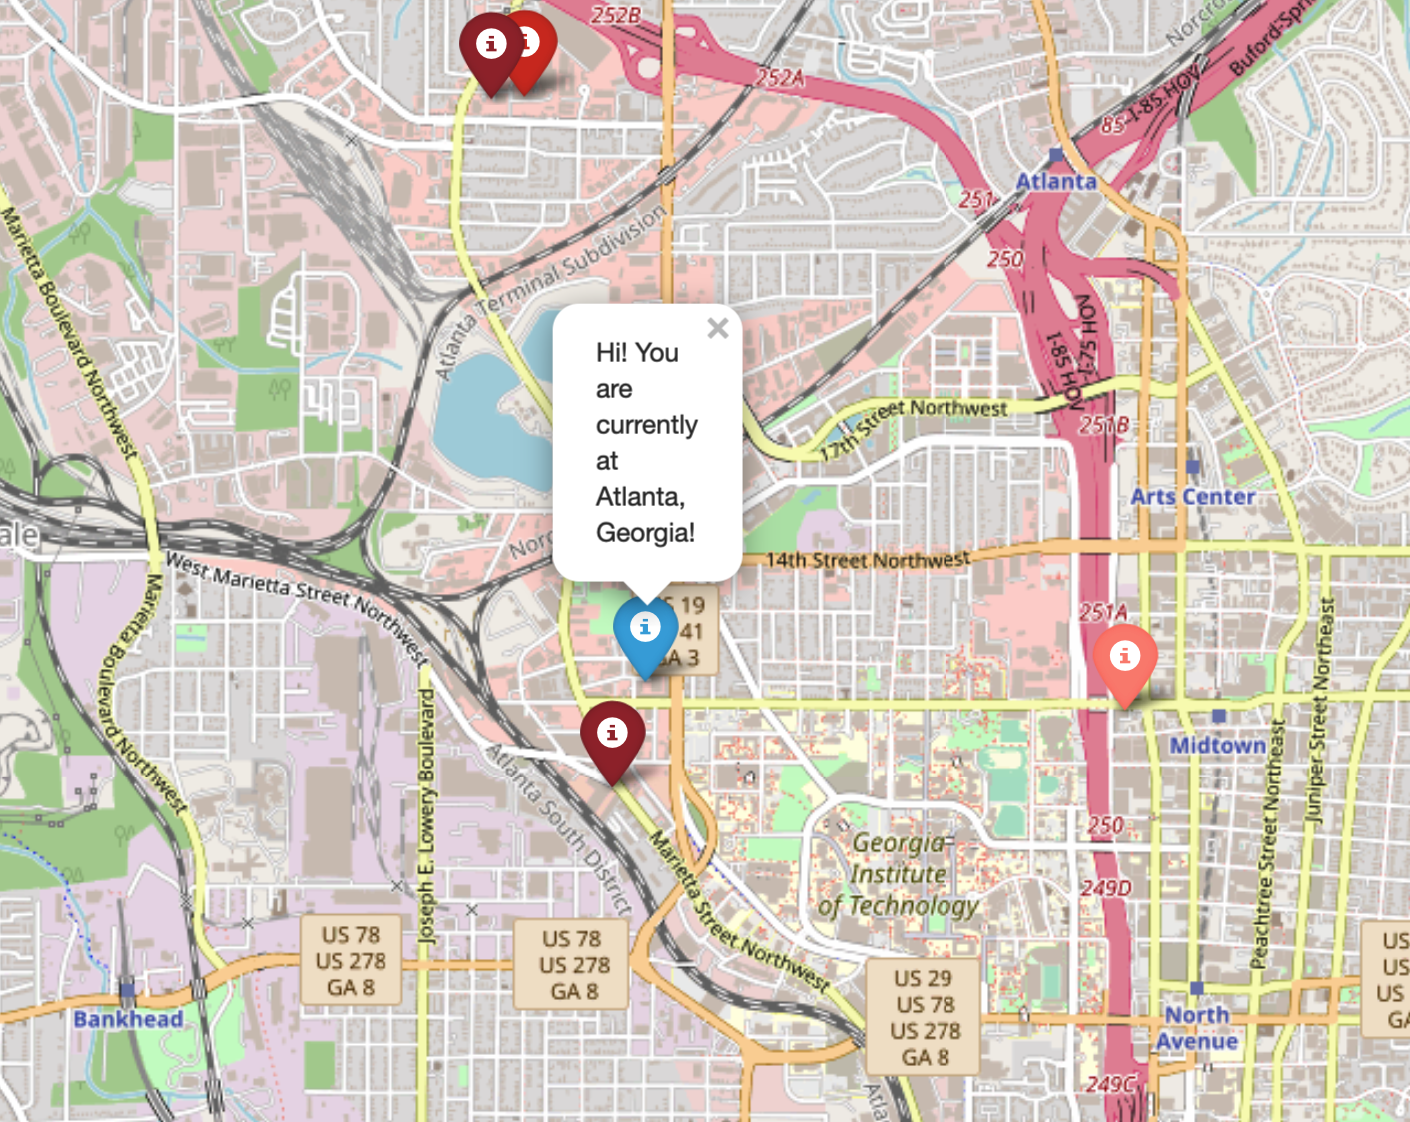 252B
252A
Norcro
Buford-Spri
85-I-85 HOV
Atlanta
251
250
Marietta Boulevard Northwest
Atlanta Terminal Subdivision
Hi! You
are
currently
at
Atlanta,
Georgia!
×
I-75 HOV
I-85 HOV
17th Street Northwest
251B
Arts Center
ale
Norc
14th Street Northwest
West Marietta Street Northwest
Marietta Boulevard Northwest
19
41
GA 3
251A
Juniper Street Northeast
Midtown
Joseph E. Lowery Boulevard
Atlanta South District
Marietta Street Northwest
Georgia
Institute
of Technology
250
249D
Peachtree Street Northeast
US 78
US 278
GA 8
US 78
US 278
GA 8
US 29
US 78
US 278
GA 8
US
US
US
GA
Bankhead
North
Avenue
249C
Atla